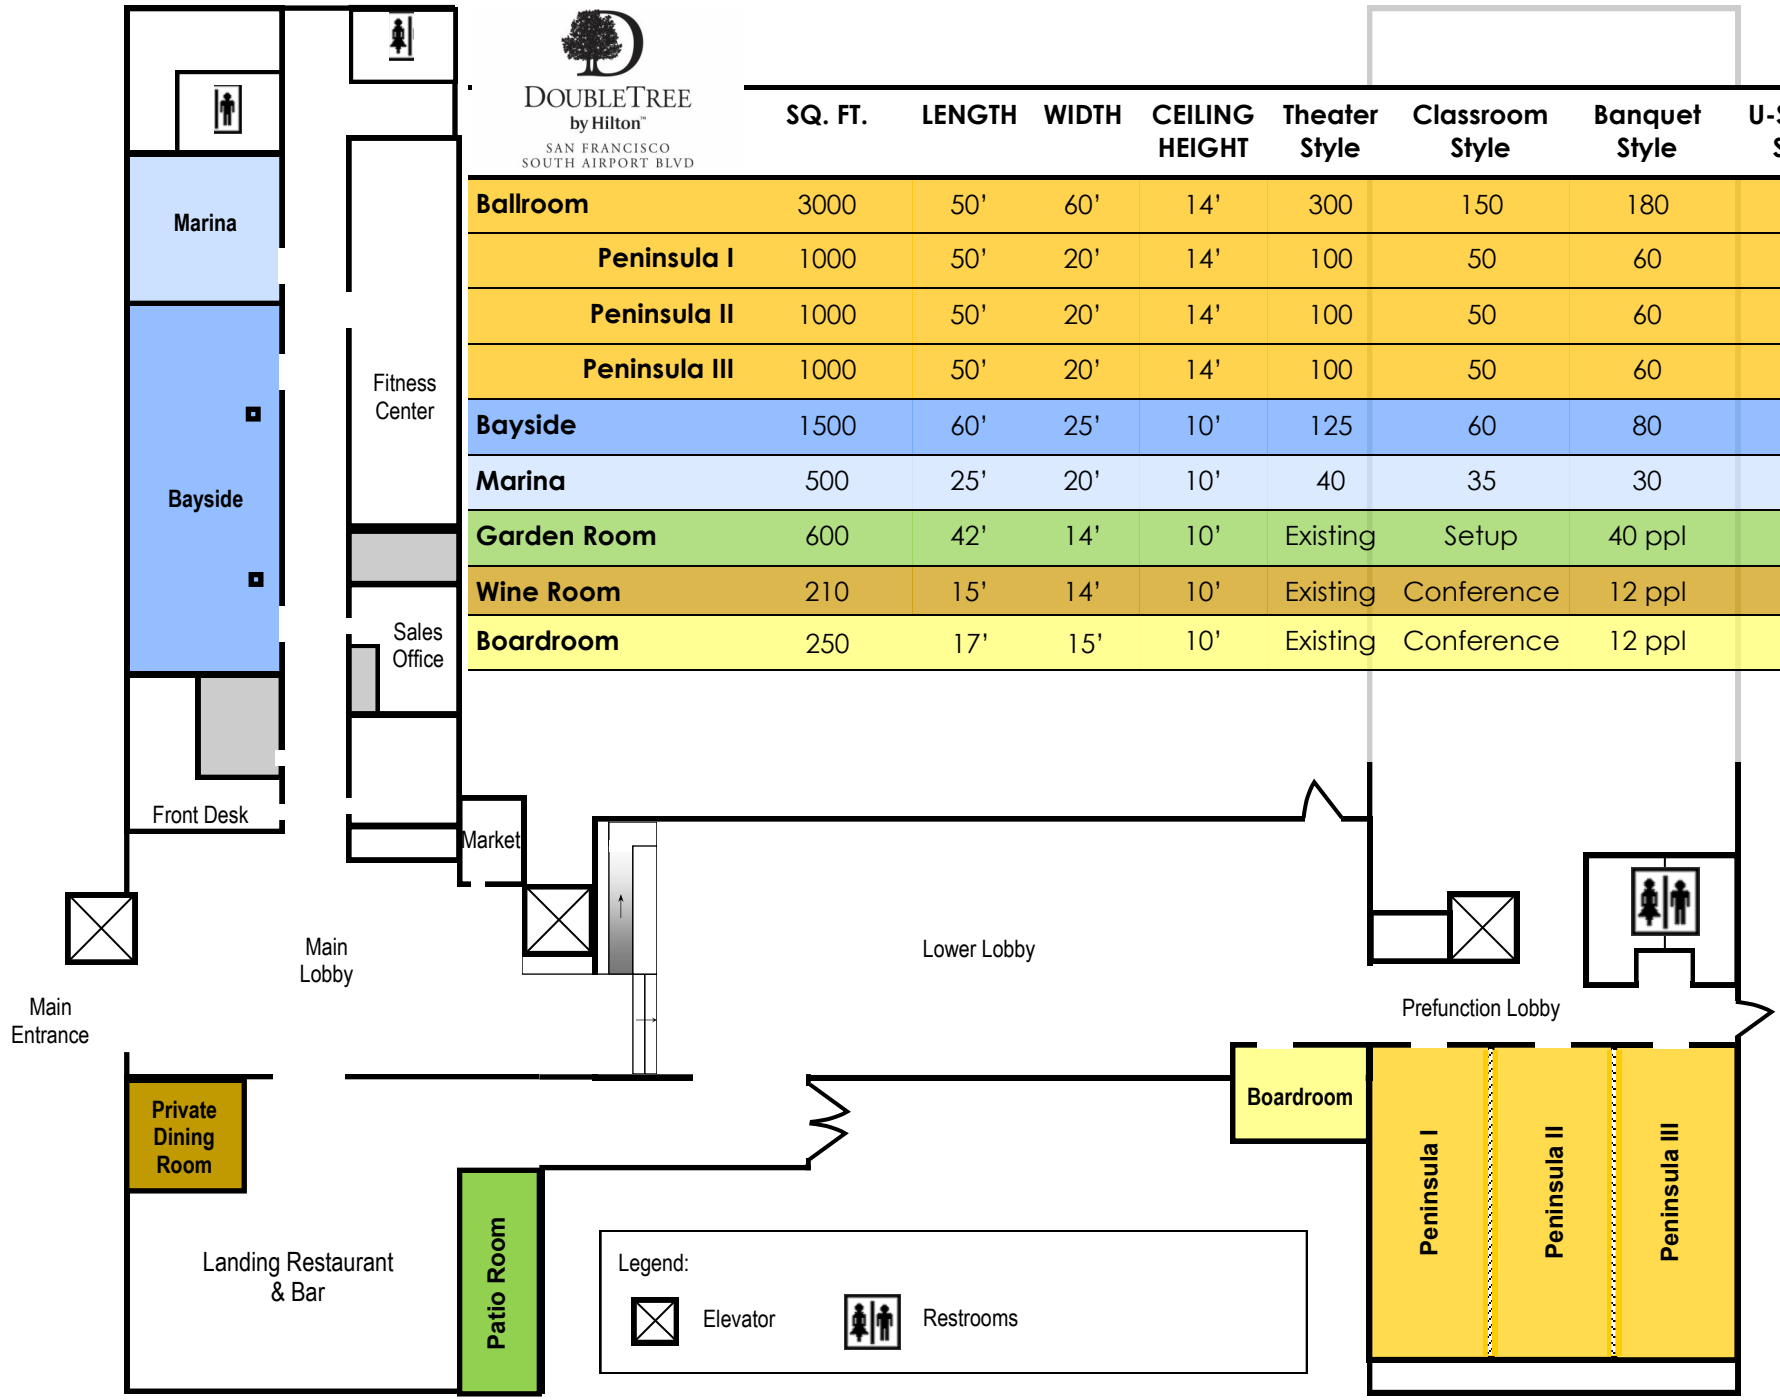 DOUBLETREE
by Hilton™
SAN FRANCISCO
SOUTH AIRPORT BLVD
SQ. FT. LENGTH WIDTH CEILING HEIGHT Theater Style Classroom Style Banquet Style U-S S
Ballroom 3000 50’ 60’ 14’ 300 150 180
Peninsula I 1000 50’ 20’ 14’ 100 50 60
Peninsula II 1000 50’ 20’ 14’ 100 50 60
Peninsula III 1000 50’ 20’ 14’ 100 50 60
Bayside 1500 60’ 25’ 10’ 125 60 80
Marina 500 25’ 20’ 10’ 40 35 30
Garden Room 600 42’ 14’ 10’ Existing Setup 40 ppl
Wine Room 210 15’ 14’ 10’ Existing Conference 12 ppl
Boardroom 250 17’ 15’ 10’ Existing Conference 12 ppl
Marina
Fitness
Center
Bayside
Sales
Office
Front Desk
Market
Main
Lobby
Lower Lobby
Main
Entrance
Prefunction Lobby
Private
Dining
Room
Boardroom
Peninsula I
Peninsula II
Peninsula III
Landing Restaurant
& Bar
Patio Room
Legend:
Elevator
Restrooms